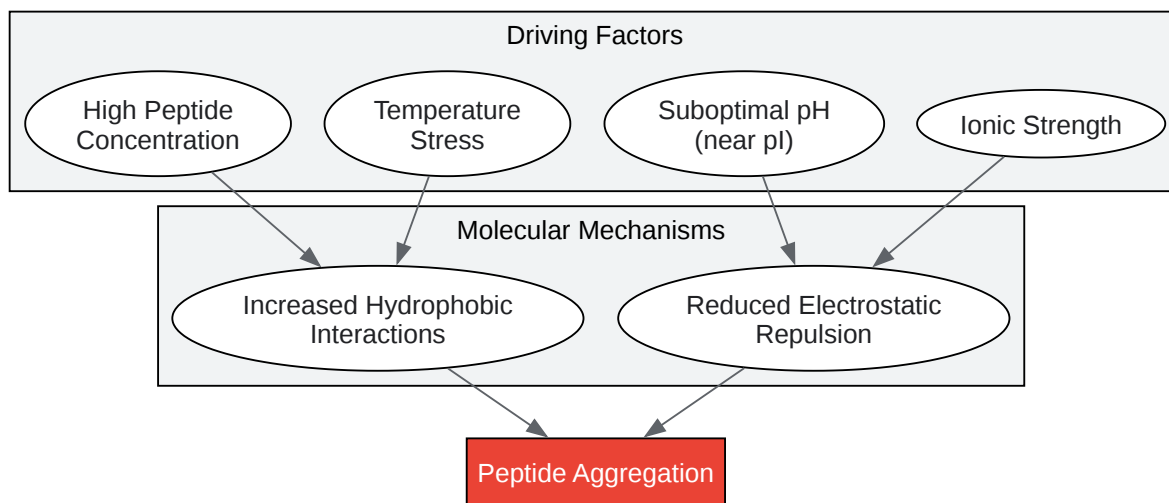 Driving Factors
High Peptide
Concentration
Temperature
Stress
Suboptimal pH
(near pI)
Ionic Strength
Molecular Mechanisms
Increased Hydrophobic
Interactions
Reduced Electrostatic
Repulsion
Peptide Aggregation